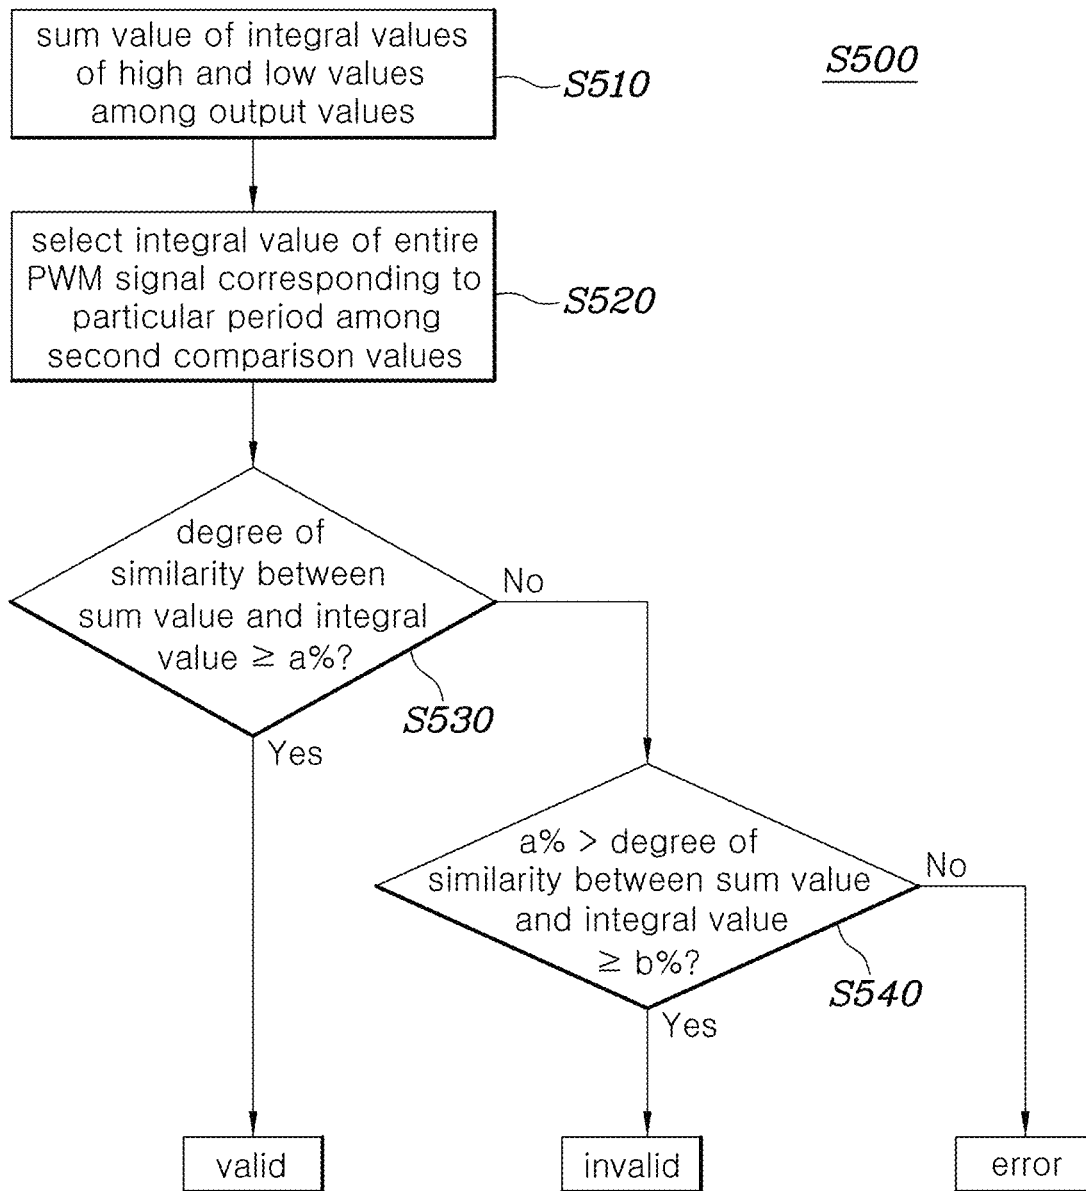 sum value of integral values
of high and low values
among output values
S510
S500
select integral value of entire
PWM signal corresponding to
particular period among
second comparison values
S520
degree of
similarity between
sum value and integral
value ≥ a%?
No
S530
Yes
a% > degree of
similarity between sum value
and integral value
≥ b%?
No
S540
Yes
valid
invalid
error